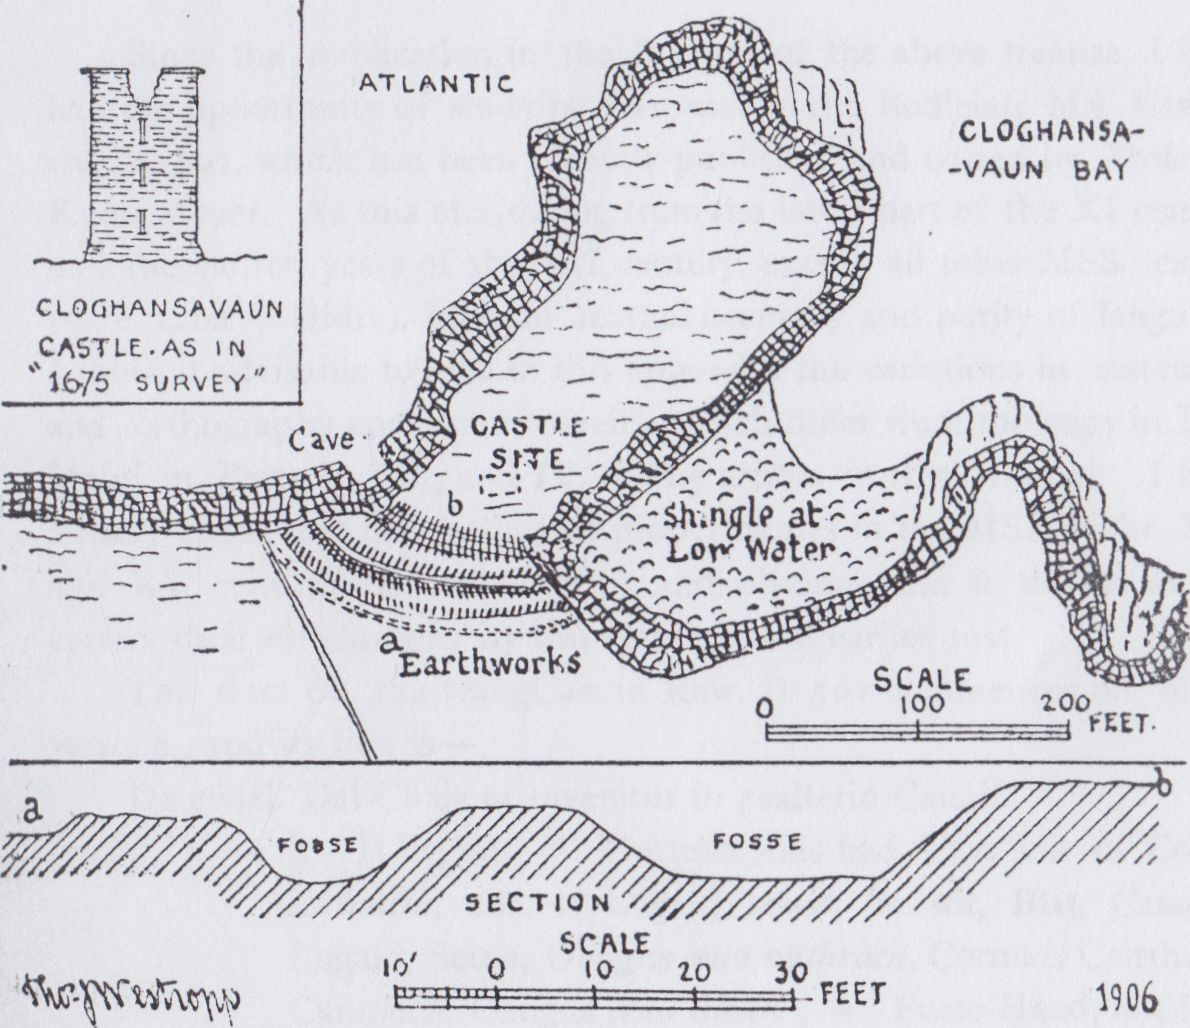 ATLANTIC
CLOGHANSA-
-VAUN BAY
CLOGHANSAVAUN
CASTLE. AS IN
"1675 SURVEY"
Cave.
CASTLE
SITE
b
Shingle at
Low Water
a
Earthworks
SCALE
0 100 200
FEET.
a
b
FOSSE
FOSSE
SECTION
SCALE
10' 0 10 20 30
FEET
Thos J Westropp
1906